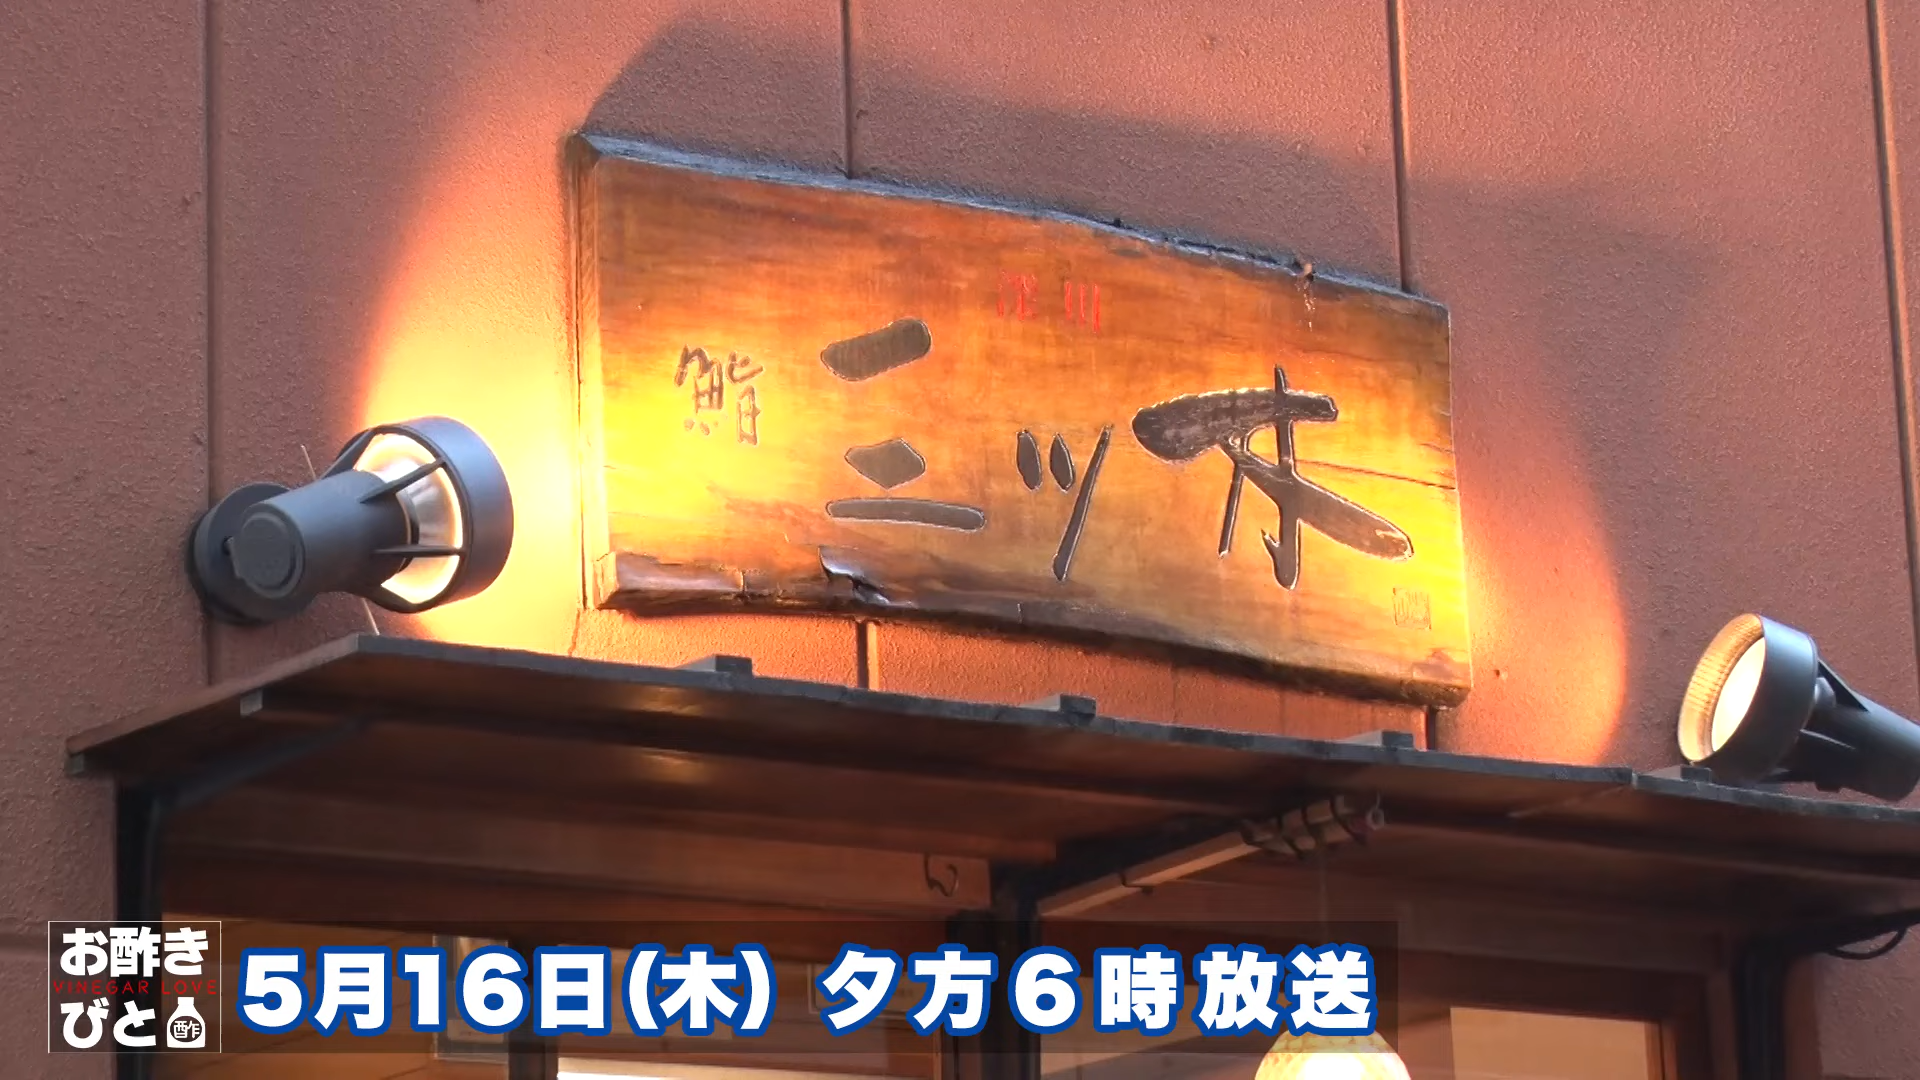 深川
鮨 三ツ木
お酢き
VINEGAR LOVE
びと
酢
5月16日(木) 夕方6時放送